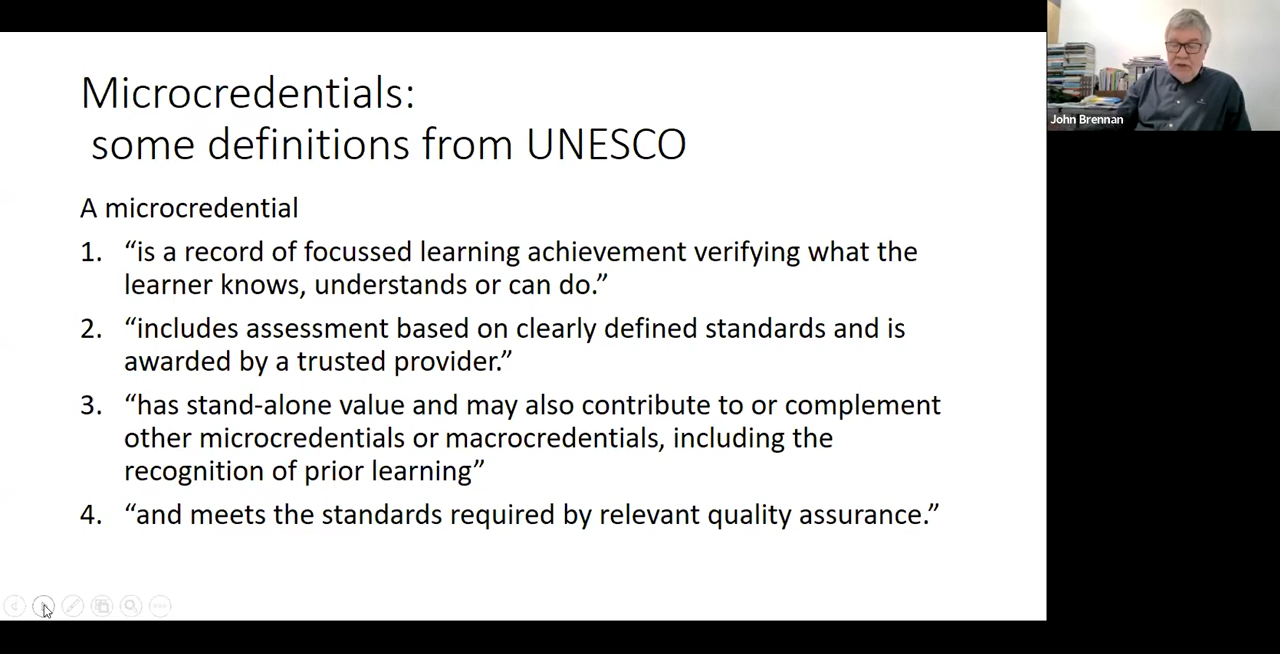 Microcredentials:
some definitions from UNESCO
A microcredential
1. “is a record of focussed learning achievement verifying what the
learner knows, understands or can do.”
2. “includes assessment based on clearly defined standards and is
awarded by a trusted provider.”
3. “has stand-alone value and may also contribute to or complement
other microcredentials or macrocredentials, including the
recognition of prior learning”
4. “and meets the standards required by relevant quality assurance.”
John Brennan